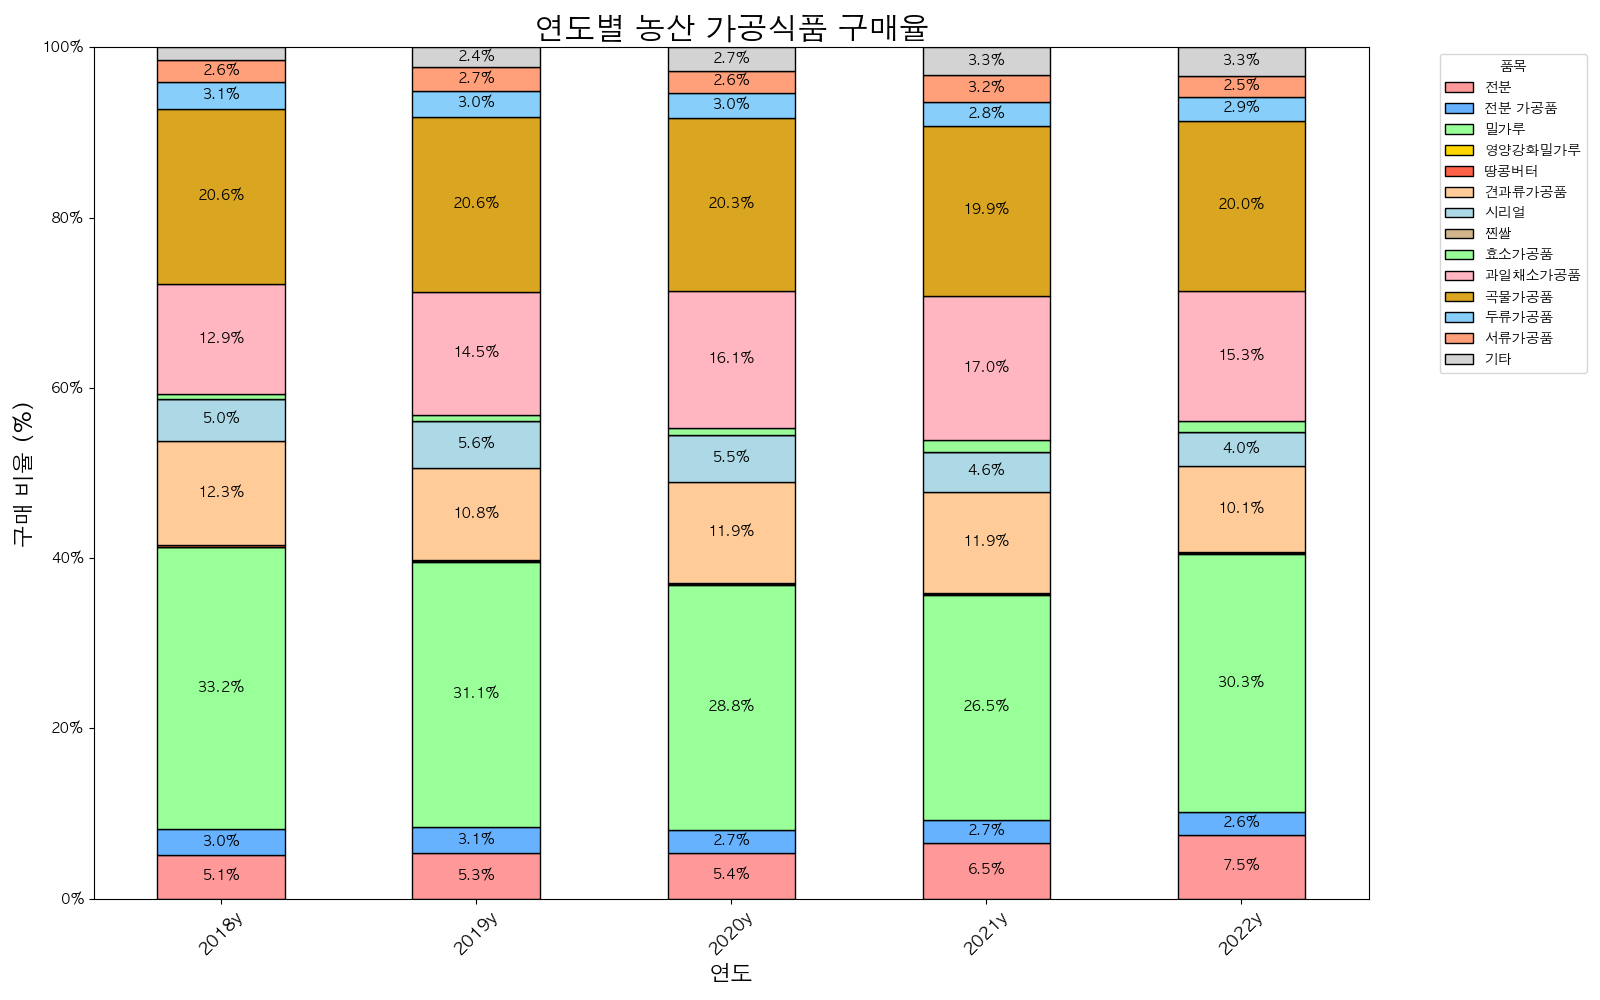 연도별 농산 가공식품 구매율
구매 비율 (%)
100%
80%
60%
40%
20%
0%
2.6%
3.1%
20.6%
12.9%
5.0%
12.3%
33.2%
3.0%
5.1%
2.4%
2.7%
3.0%
20.6%
14.5%
5.6%
10.8%
31.1%
3.1%
5.3%
2.7%
2.6%
3.0%
20.3%
16.1%
5.5%
11.9%
28.8%
2.7%
5.4%
3.3%
3.2%
2.8%
19.9%
17.0%
4.6%
11.9%
26.5%
2.7%
6.5%
3.3%
2.5%
2.9%
20.0%
15.3%
4.0%
10.1%
30.3%
2.6%
7.5%
2018y
2019y
2020y
2021y
2022y
연도
품목
전분
전분 가공품
밀가루
영양강화밀가루
땅콩버터
견과류가공품
시리얼
찐쌀
효소가공품
과일채소가공품
곡물가공품
두류가공품
서류가공품
기타